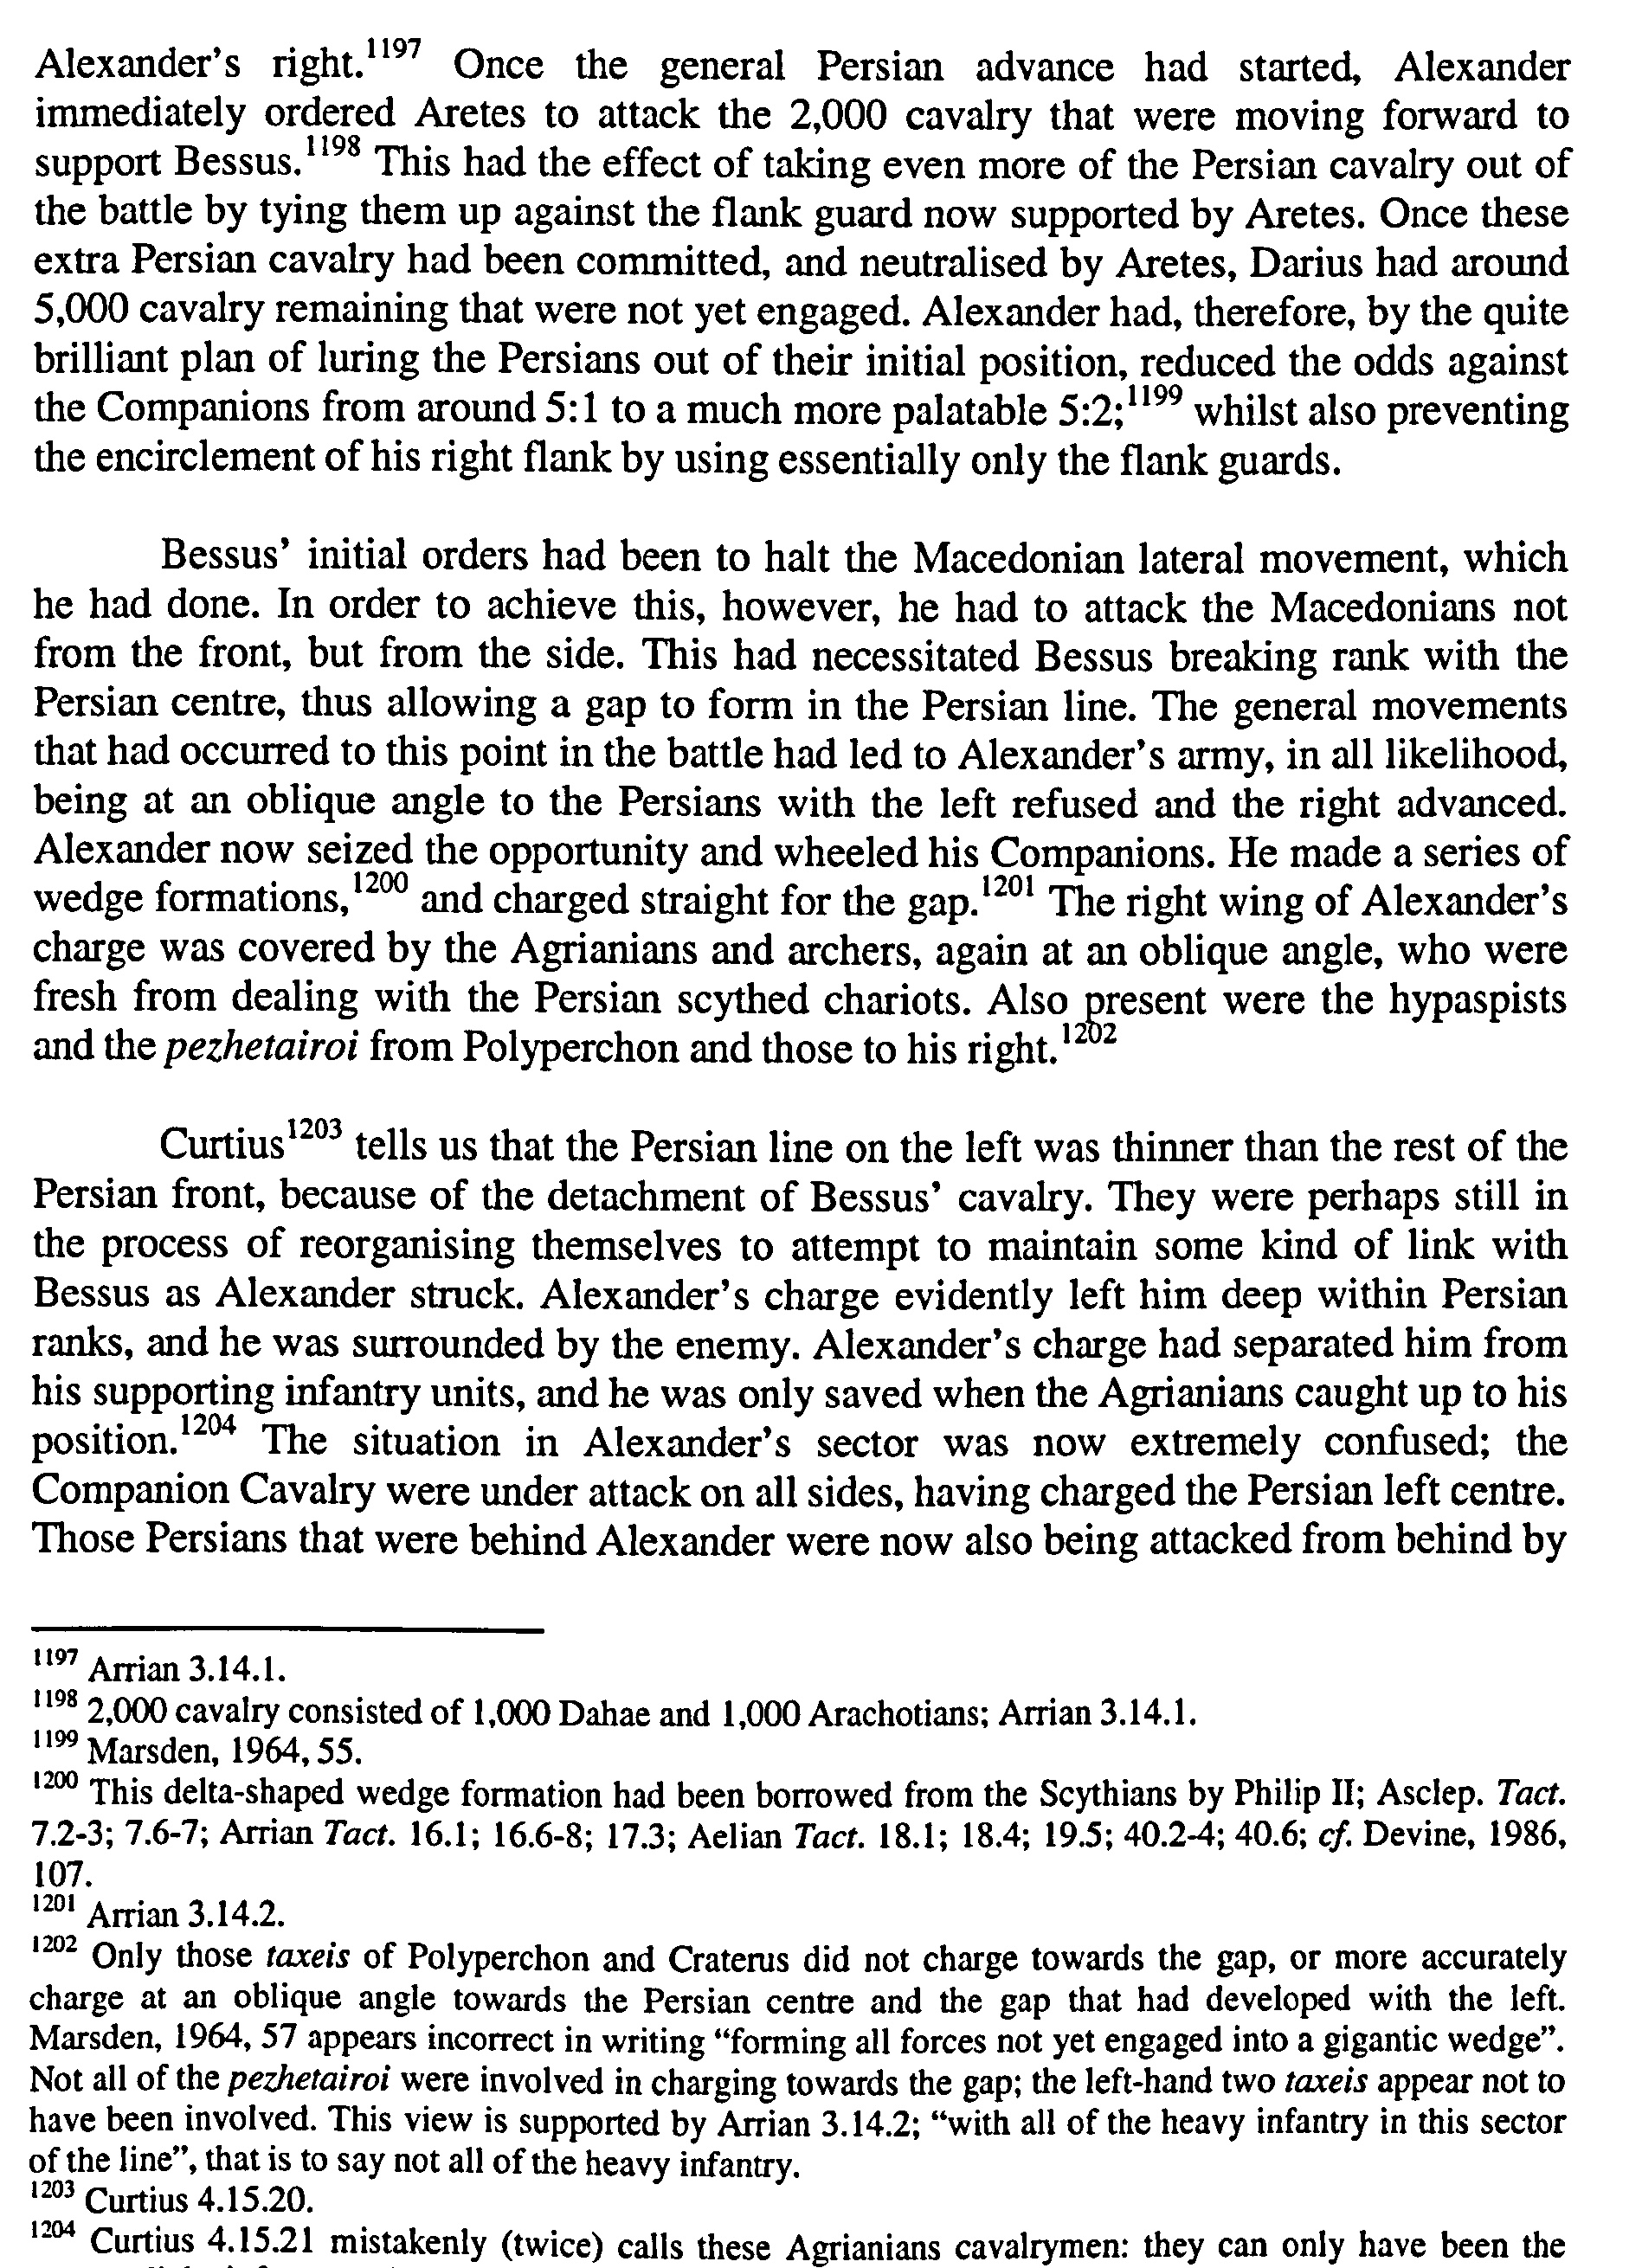 Alexander's right.1197 Once the general Persian advance had started, Alexander
immediately ordered Aretes to attack the 2,000 cavalry that were moving forward to
support Bessus.1198 This had the effect of taking even more of the Persian cavalry out of
the battle by tying them up against the flank guard now supported by Aretes. Once these
extra Persian cavalry had been committed, and neutralised by Aretes, Darius had around
5,000 cavalry remaining that were not yet engaged. Alexander had, therefore, by the quite
brilliant plan of luring the Persians out of their initial position, reduced the odds against
the Companions from around 5:1 to a much more palatable 5:2;1199 whilst also preventing
the encirclement of his right flank by using essentially only the flank guards.
Bessus' initial orders had been to halt the Macedonian lateral movement, which
he had done. In order to achieve this, however, he had to attack the Macedonians not
from the front, but from the side. This had necessitated Bessus breaking rank with the
Persian centre, thus allowing a gap to form in the Persian line. The general movements
that had occurred to this point in the battle had led to Alexander's army, in all likelihood,
being at an oblique angle to the Persians with the left refused and the right advanced.
Alexander now seized the opportunity and wheeled his Companions. He made a series of
wedge formations,1200 and charged straight for the gap.1201 The right wing of Alexander's
charge was covered by the Agrianians and archers, again at an oblique angle, who were
fresh from dealing with the Persian scythed chariots. Also present were the hypaspists
and the pezhetairoi from Polyperchon and those to his right.1202
Curtius1203 tells us that the Persian line on the left was thinner than the rest of the
Persian front, because of the detachment of Bessus' cavalry. They were perhaps still in
the process of reorganising themselves to attempt to maintain some kind of link with
Bessus as Alexander struck. Alexander's charge evidently left him deep within Persian
ranks, and he was surrounded by the enemy. Alexander's charge had separated him from
his supporting infantry units, and he was only saved when the Agrianians caught up to his
position.1204 The situation in Alexander's sector was now extremely confused; the
Companion Cavalry were under attack on all sides, having charged the Persian left centre.
Those Persians that were behind Alexander were now also being attacked from behind by
1197 Arrian 3.14.1.
1198 2,000 cavalry consisted of 1,000 Dahae and 1,000 Arachotians; Arrian 3.14.1.
1199 Marsden, 1964, 55.
1200 This delta-shaped wedge formation had been borrowed from the Scythians by Philip II; Asclep. Tact.
7.2-3; 7.6-7; Arrian Tact. 16.1; 16.6-8; 17.3; Aelian Tact. 18.1; 18.4; 19.5; 40.2-4; 40.6; cf. Devine, 1986,
107.
1201 Arrian 3.14.2.
1202 Only those taxeis of Polyperchon and Craterus did not charge towards the gap, or more accurately
charge at an oblique angle towards the Persian centre and the gap that had developed with the left.
Marsden, 1964, 57 appears incorrect in writing "forming all forces not yet engaged into a gigantic wedge".
Not all of the pezhetairoi were involved in charging towards the gap; the left-hand two taxeis appear not to
have been involved. This view is supported by Arrian 3.14.2; "with all of the heavy infantry in this sector
of the line", that is to say not all of the heavy infantry.
1203 Curtius 4.15.20.
1204 Curtius 4.15.21 mistakenly (twice) calls these Agrianians cavalrymen: they can only have been the